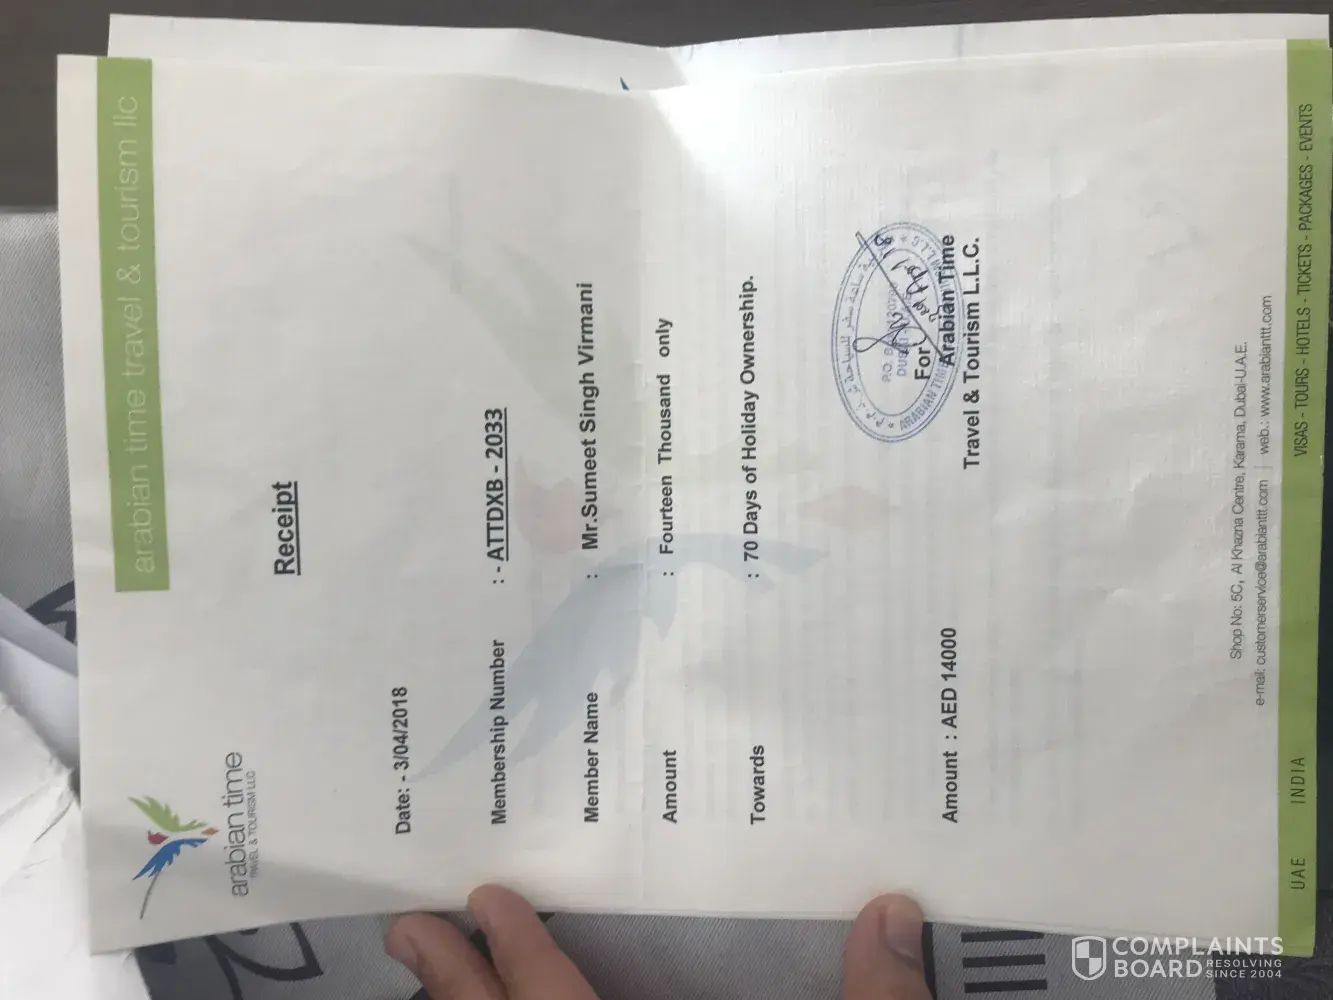 arabian time travel & tourism llc
arabian time
TRAVEL & TOURISM LLC
Receipt
Date: - 3/04/2018
Membership Number : - ATTDXB - 2033
Member Name : Mr.Sumeet Singh Virmani
Amount : Fourteen Thousand only
Towards : 70 Days of Holiday Ownership.
P.O. B
DUB
ARABIAN TIME
For
Arabian Time
Amount : AED 14000
Travel & Tourism L.L.C.
Shop No: 5C, Al Khazna Centre, Karama, Dubai-U.A.E.
e-mail: customerservice@arabianttt.com | web.: www.arabianttt.com
UAE INDIA VISAS - TOURS - HOTELS - TICKETS - PACKAGES - EVENTS
COMPLAINTS
BOARD RESOLVING
SINCE 2004